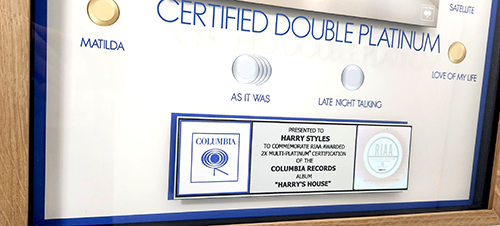 CERTIFIED DOUBLE PLATINUM
SATELLITE
MATILDA
LOVE OF MY LIFE
AS IT WAS
LATE NIGHT TALKING
COLUMBIA
PRESENTED TO
HARRY STYLES
TO COMMEMORATE RIAA AWARDED
2X MULTI-PLATINUM® CERTIFICATION
OF THE
COLUMBIA RECORDS
ALBUM
"HARRY'S HOUSE"
RIAA